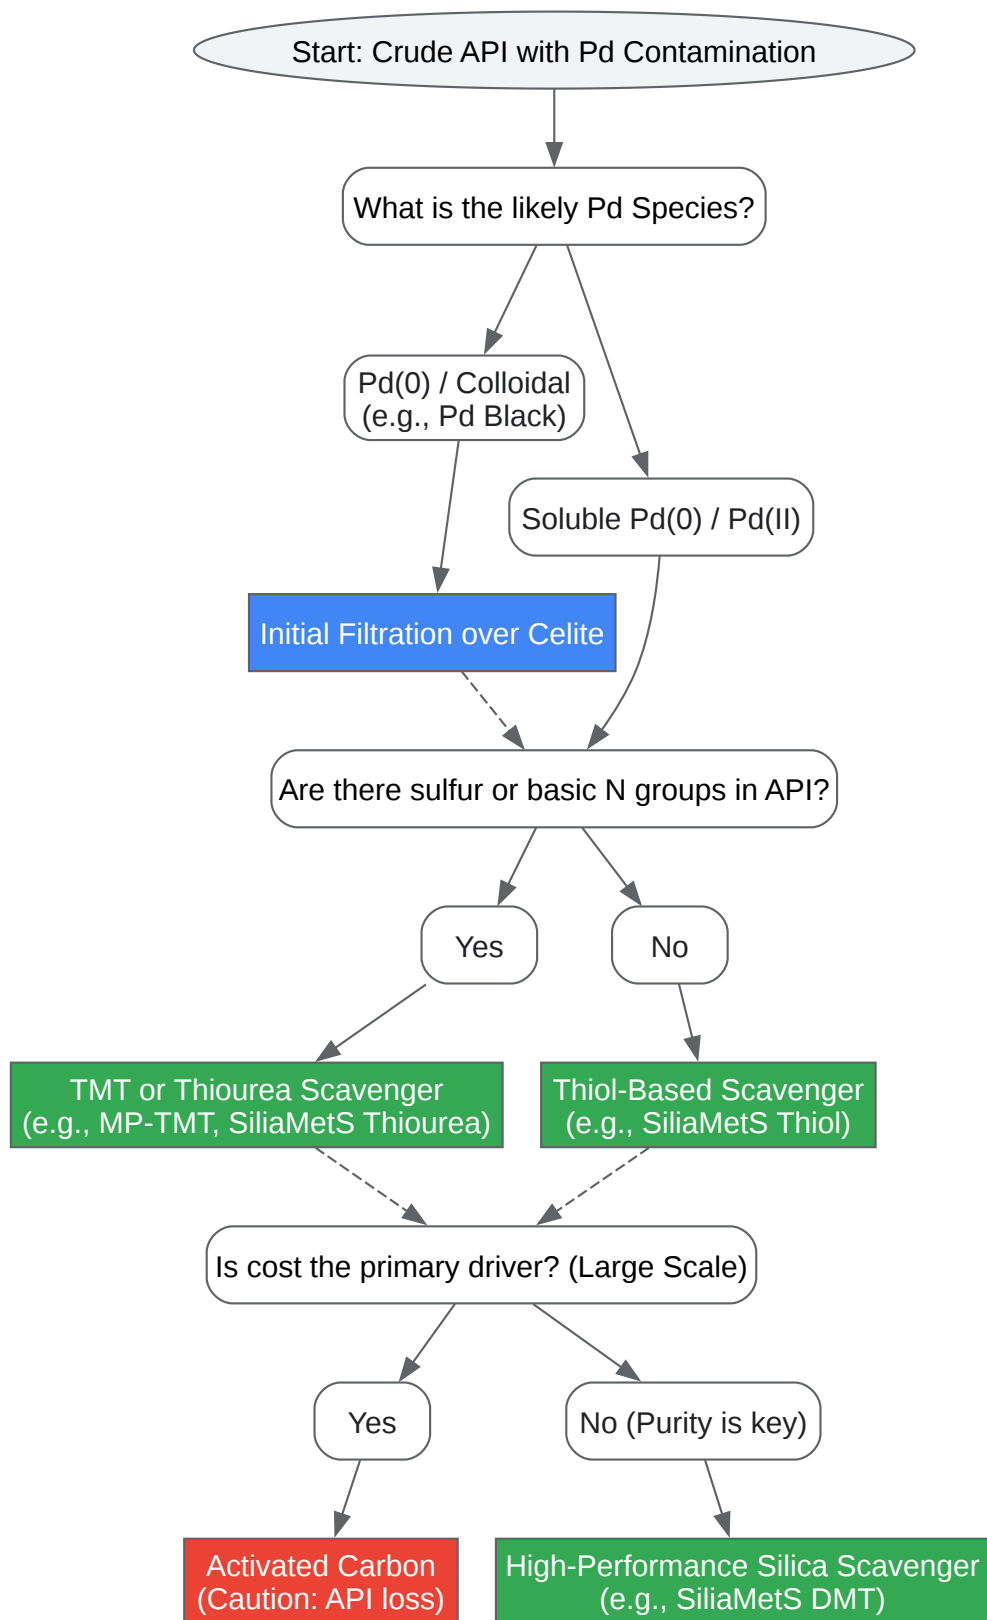 Start: Crude API with Pd Contamination
What is the likely Pd Species?
Pd(0) / Colloidal
(e.g., Pd Black)
Soluble Pd(0) / Pd(II)
Initial Filtration over Celite
Are there sulfur or basic N groups in API?
Yes
No
TMT or Thiourea Scavenger
(e.g., MP-TMT, SiliaMetS Thiourea)
Thiol-Based Scavenger
(e.g., SiliaMetS Thiol)
Is cost the primary driver? (Large Scale)
Yes
No (Purity is key)
Activated Carbon
(Caution: API loss)
High-Performance Silica Scavenger
(e.g., SiliaMetS DMT)